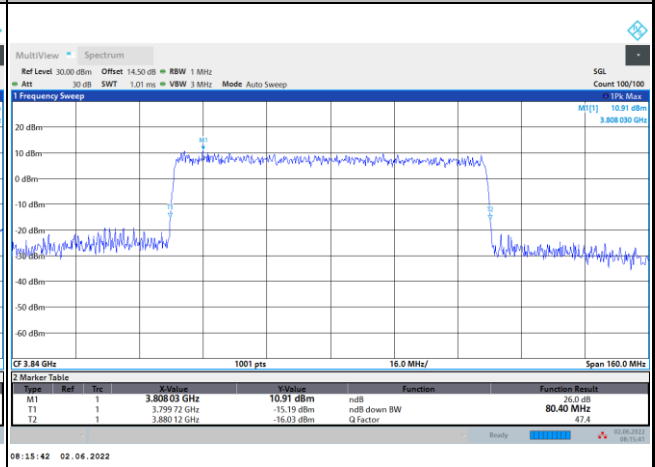 MultiView Spectrum
Ref Level 30.00 dBm Offset 14.50 dB RBW 1 MHz SGL
Att 30 dB SWT 1.01 ms VBW 3 MHz Mode Auto Sweep Count 100/100
1 Frequency Sweep 1Pk Max
M1[1] 10.91 dBm
3.808 030 GHz
20 dBm
M1
10 dBm
0 dBm
-10 dBm
T1 T2
-20 dBm
-30 dBm
-40 dBm
-50 dBm
-60 dBm
CF 3.84 GHz 1001 pts 16.0 MHz/ Span 160.0 MHz
2 Marker Table
Type Ref Trc X-Value Y-Value Function Function Result
M1 1 3.808 03 GHz 10.91 dBm ndB 26.0 dB
T1 1 3.799 72 GHz -15.19 dBm ndB down BW 80.40 MHz
T2 1 3.880 12 GHz -16.03 dBm Q Factor 47.4
Ready 02.06.2022
08:15:41
08:15:42 02.06.2022